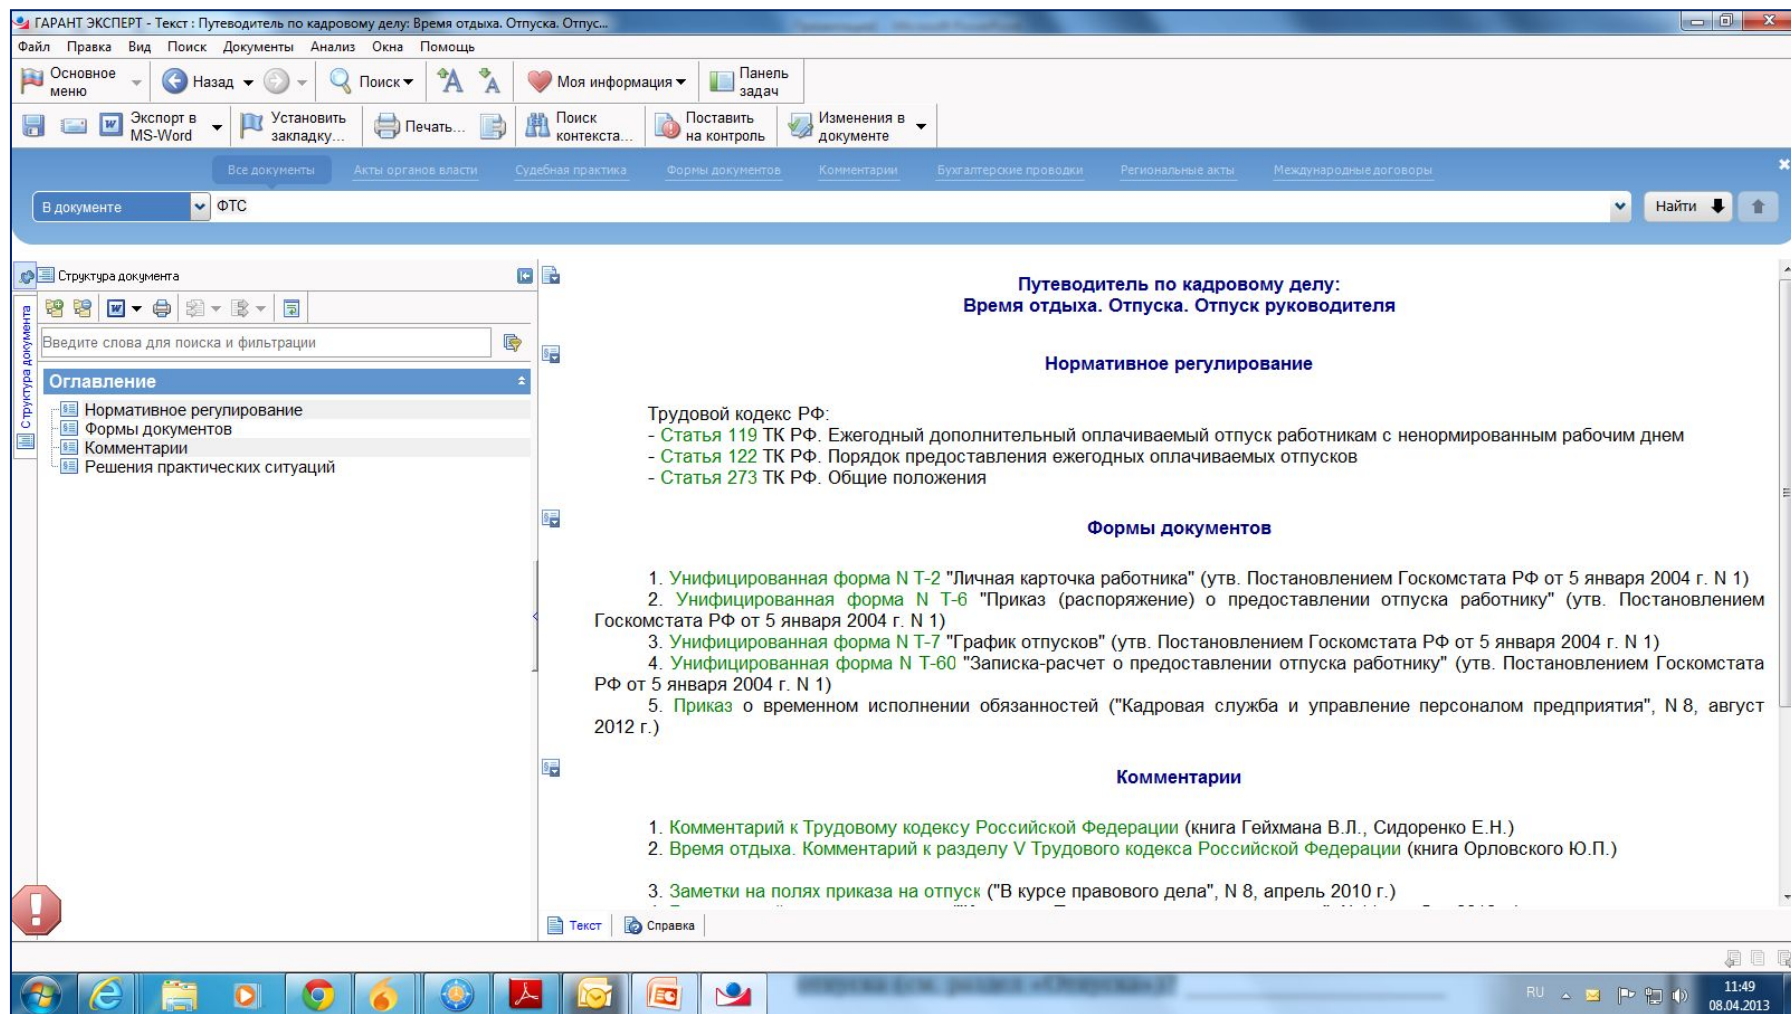 ГАРАНТ ЭКСПЕРТ - Текст : Путеводитель по кадровому делу: Время отдыха. Отпуска. Отпус...
Файл Правка Вид Поиск Документы Анализ Окна Помощь
Основное меню Назад Поиск Моя информация Панель задач
Экспорт в MS-Word Установить закладку... Печать... Поиск контекста... Поставить на контроль Изменения в документе
Все документы Акты органов власти Судебная практика Формы документов Комментарии Бухгалтерские проводки Региональные акты Международные договоры
В документе ФТС Найти
Структура документа
Структура документа
Введите слова для поиска и фильтрации
Оглавление
Нормативное регулирование
Формы документов
Комментарии
Решения практических ситуаций
Путеводитель по кадровому делу:
Время отдыха. Отпуска. Отпуск руководителя
Нормативное регулирование
Трудовой кодекс РФ:
- Статья 119 ТК РФ. Ежегодный дополнительный оплачиваемый отпуск работникам с ненормированным рабочим днем
- Статья 122 ТК РФ. Порядок предоставления ежегодных оплачиваемых отпусков
- Статья 273 ТК РФ. Общие положения
Формы документов
1. Унифицированная форма N Т-2 "Личная карточка работника" (утв. Постановлением Госкомстата РФ от 5 января 2004 г. N 1)
2. Унифицированная форма N Т-6 "Приказ (распоряжение) о предоставлении отпуска работнику" (утв. Постановлением
Госкомстата РФ от 5 января 2004 г. N 1)
3. Унифицированная форма N Т-7 "График отпусков" (утв. Постановлением Госкомстата РФ от 5 января 2004 г. N 1)
4. Унифицированная форма N Т-60 "Записка-расчет о предоставлении отпуска работнику" (утв. Постановлением Госкомстата
РФ от 5 января 2004 г. N 1)
5. Приказ о временном исполнении обязанностей ("Кадровая служба и управление персоналом предприятия", N 8, август
2012 г.)
Комментарии
1. Комментарий к Трудовому кодексу Российской Федерации (книга Гейхмана В.Л., Сидоренко Е.Н.)
2. Время отдыха. Комментарий к разделу V Трудового кодекса Российской Федерации (книга Орловского Ю.П.)
3. Заметки на полях приказа на отпуск ("В курсе правового дела", N 8, апрель 2010 г.)
Текст Справка
RU 11:49
08.04.2013